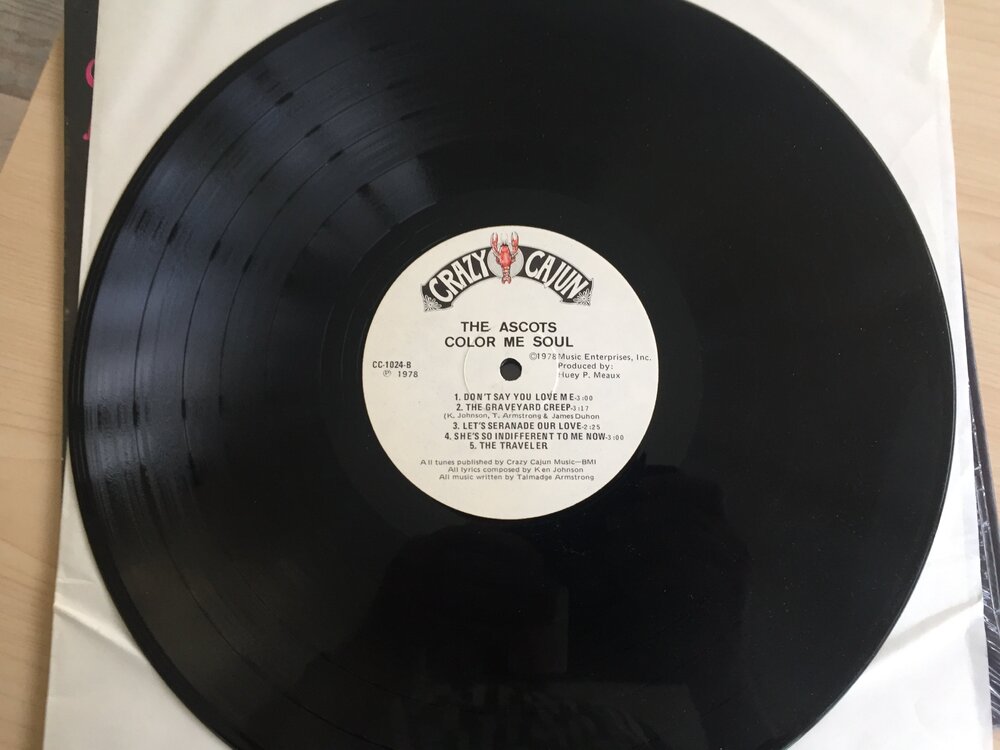 CRAZY CAJUN
THE ASCOTS
COLOR ME SOUL
©1978 Music Enterprises, Inc.
CC-1024-B
Produced by:
℗ 1978
Huey P. Meaux
1. DON'T SAY YOU LOVE ME-3:00
2. THE GRAVEYARD CREEP-3:17
(K. Johnson, T. Armstrong & James Duhon
3. LET'S SERANADE OUR LOVE-2:25
4. SHE'S SO INDIFFERENT TO ME NOW-3:00
5. THE TRAVELER
All tunes published by Crazy Cajun Music—BMI
All lyrics composed by Ken Johnson
All music written by Talmadge Armstrong